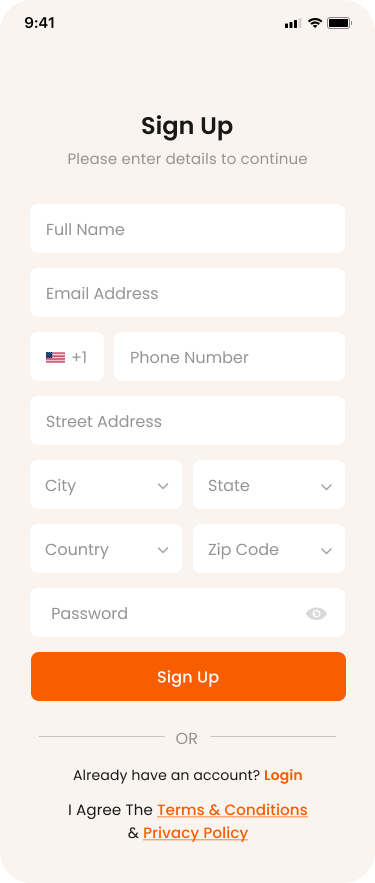 9:41
Sign Up
Please enter details to continue
Full Name
Email Address
+1 Phone Number
Street Address
City State
Country Zip Code
Password
Sign Up
OR
Already have an account? Login
I Agree The Terms & Conditions
& Privacy Policy